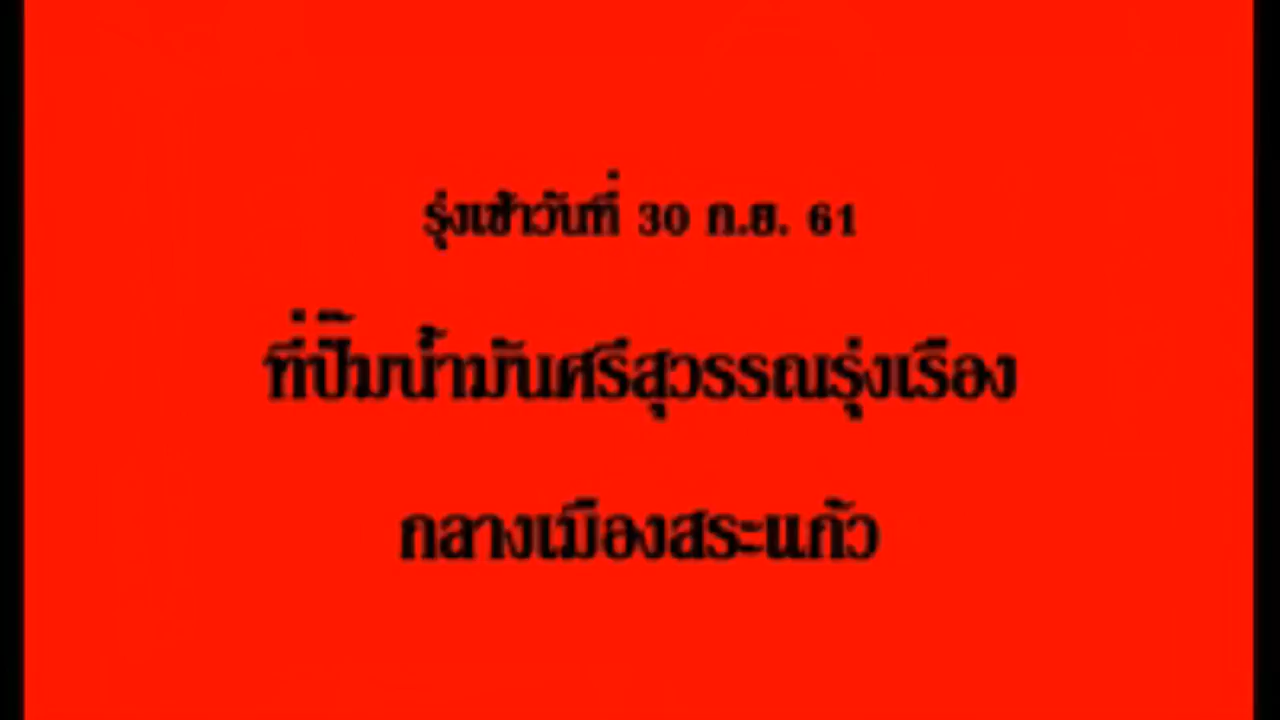 รุ่งเช้าวันที่ 30 ก.ย. 61
ที่ปั๊มน้ำมันศรีสุวรรณรุ่งเรือง
กลางเมืองสระแก้ว